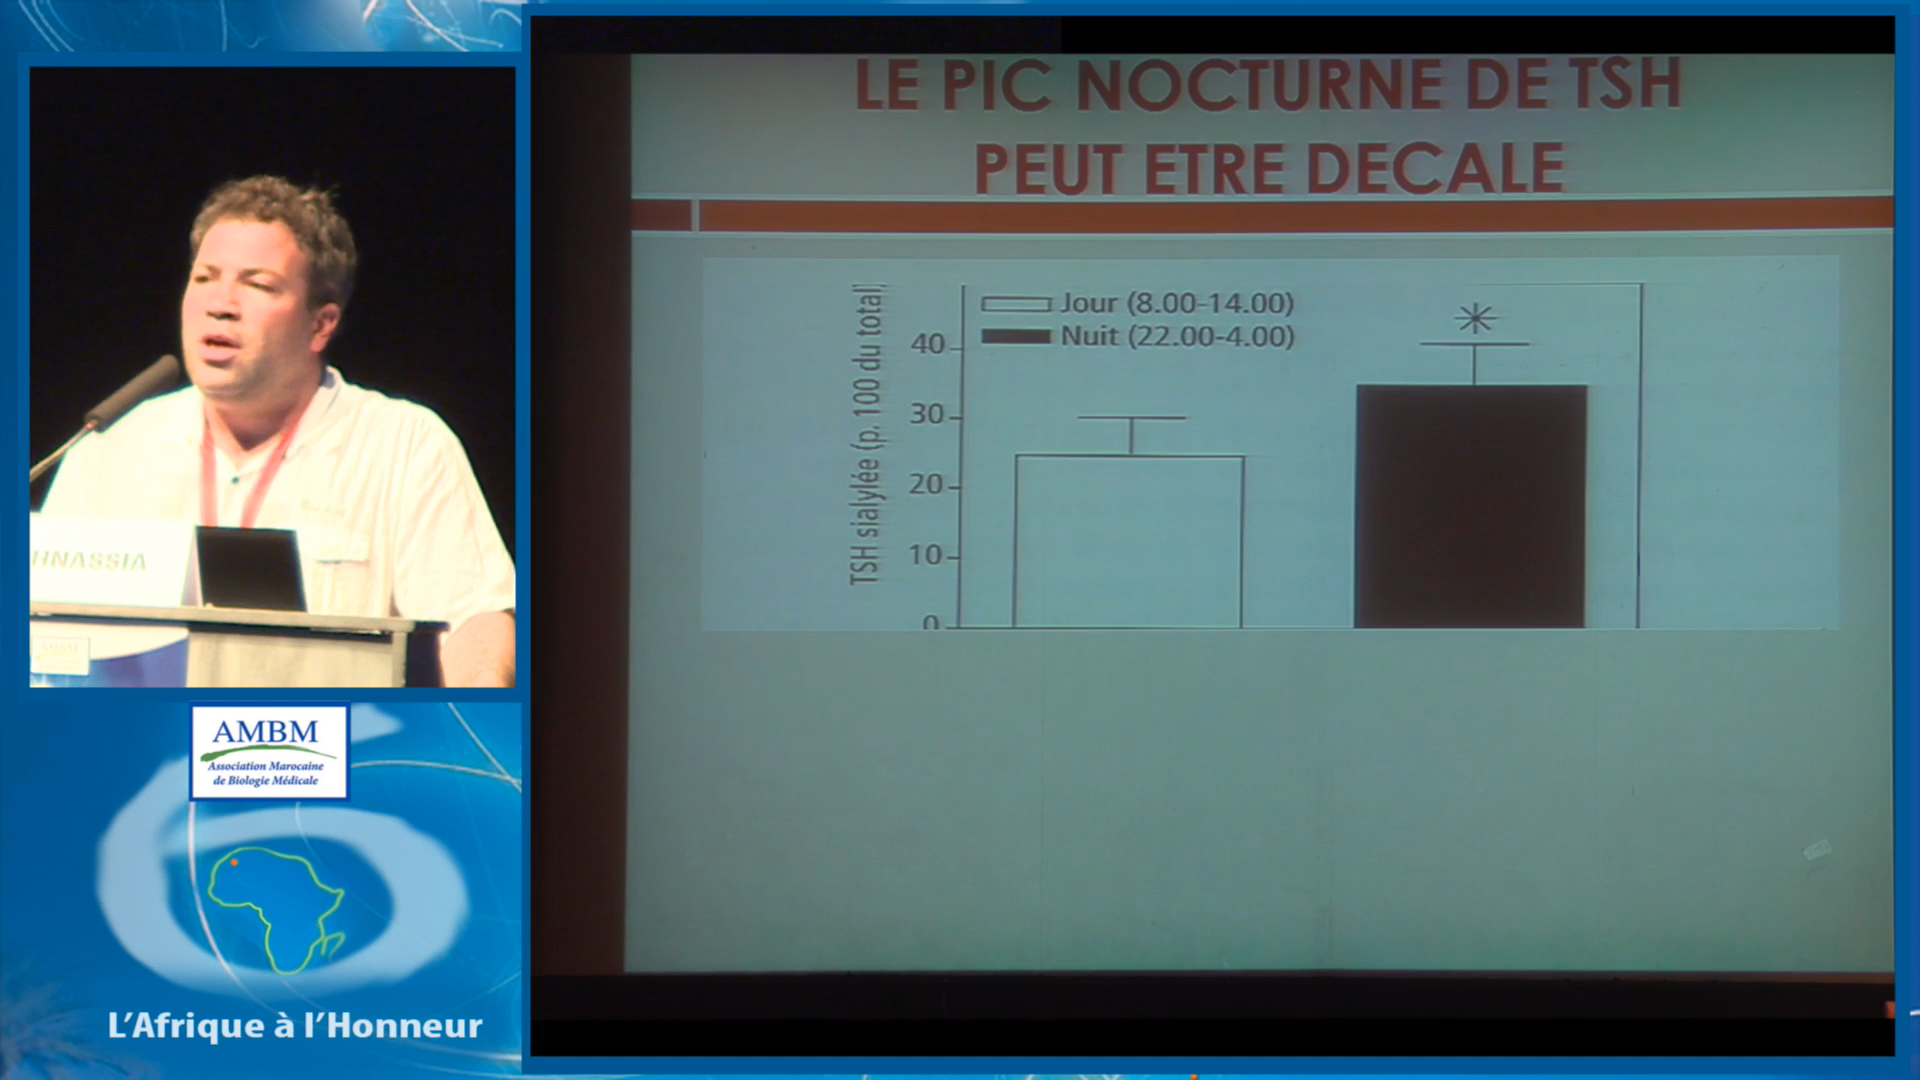 LE PIC NOCTURNE DE TSH
PEUT ETRE DECALE
TSH sialylée (p. 100 du total)
Jour (8.00-14.00)
Nuit (22.00-4.00)
*
40
30
20
10
0
HNASSIA
AMBM
AMBM
Association Marocaine
de Biologie Médicale
L'Afrique à l'Honneur